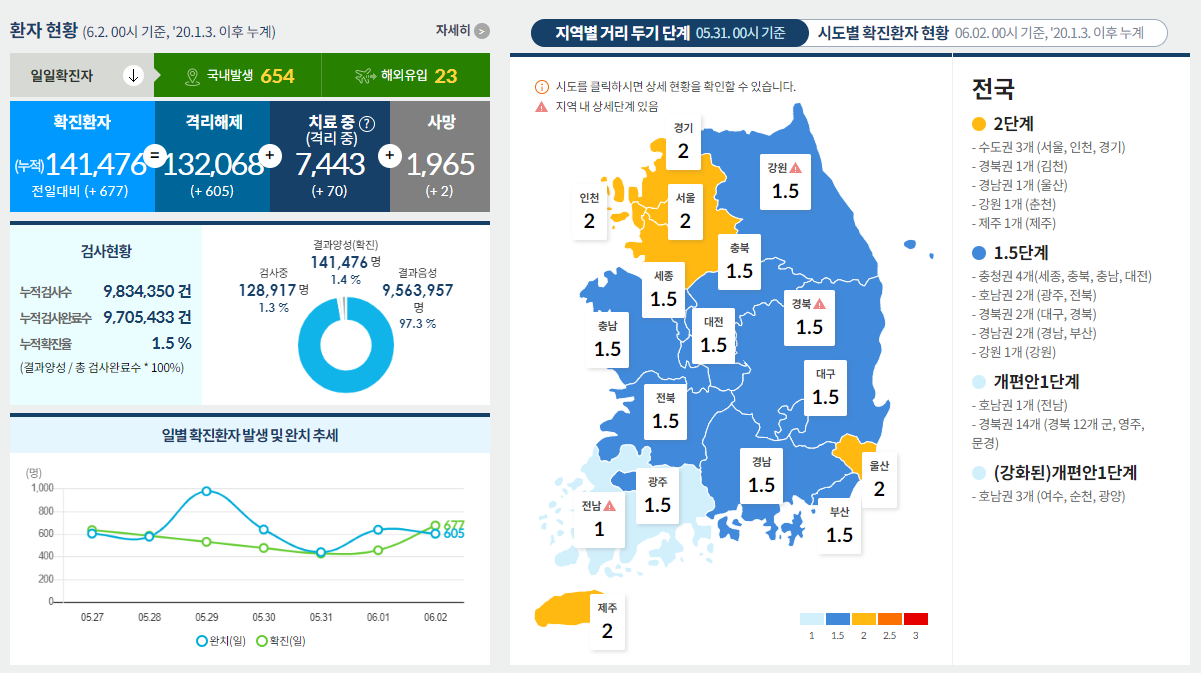 환자 현황 (6.2. 00시 기준, '20.1.3. 이후 누계)
자세히 >
일일확진자 ↓
국내발생 654
해외유입 23
확진환자
(누적)141,476
전일대비 (+ 677)
=
격리해제
132,068
(+ 605)
+
치료 중 ?
(격리 중)
7,443
(+ 70)
+
사망
1,965
(+ 2)
검사현황
누적검사수 9,834,350 건
누적검사완료수 9,705,433 건
누적확진율 1.5 %
(결과양성 / 총 검사완료수 * 100%)
결과양성(확진)
141,476 명
1.4 %
검사중
128,917 명
1.3 %
결과음성
9,563,957
명
97.3 %
일별 확진환자 발생 및 완치 추세
(명)
1,000
800
600
400
200
0
677
605
05.27 05.28 05.29 05.30 05.31 06.01 06.02
완치(일) 확진(일)
지역별 거리 두기 단계 05.31. 00시 기준
시도별 확진환자 현황 06.02. 00시 기준, '20.1.3. 이후 누계
시도를 클릭하시면 상세 현황을 확인할 수 있습니다.
지역 내 상세단계 있음
경기
2
강원
1.5
인천
2
서울
2
충북
1.5
세종
1.5
경북
1.5
충남
1.5
대전
1.5
대구
1.5
전북
1.5
경남
1.5
울산
2
광주
1.5
전남
1
부산
1.5
제주
2
1 1.5 2 2.5 3
전국
2단계
- 수도권 3개 (서울, 인천, 경기)
- 경북권 1개 (김천)
- 경남권 1개 (울산)
- 강원 1개 (춘천)
- 제주 1개 (제주)
1.5단계
- 충청권 4개(세종, 충북, 충남, 대전)
- 호남권 2개 (광주, 전북)
- 경북권 2개 (대구, 경북)
- 경남권 2개 (경남, 부산)
- 강원 1개 (강원)
개편안1단계
- 호남권 1개 (전남)
- 경북권 14개 (경북 12개 군, 영주,
문경)
(강화된)개편안1단계
- 호남권 3개 (여수, 순천, 광양)